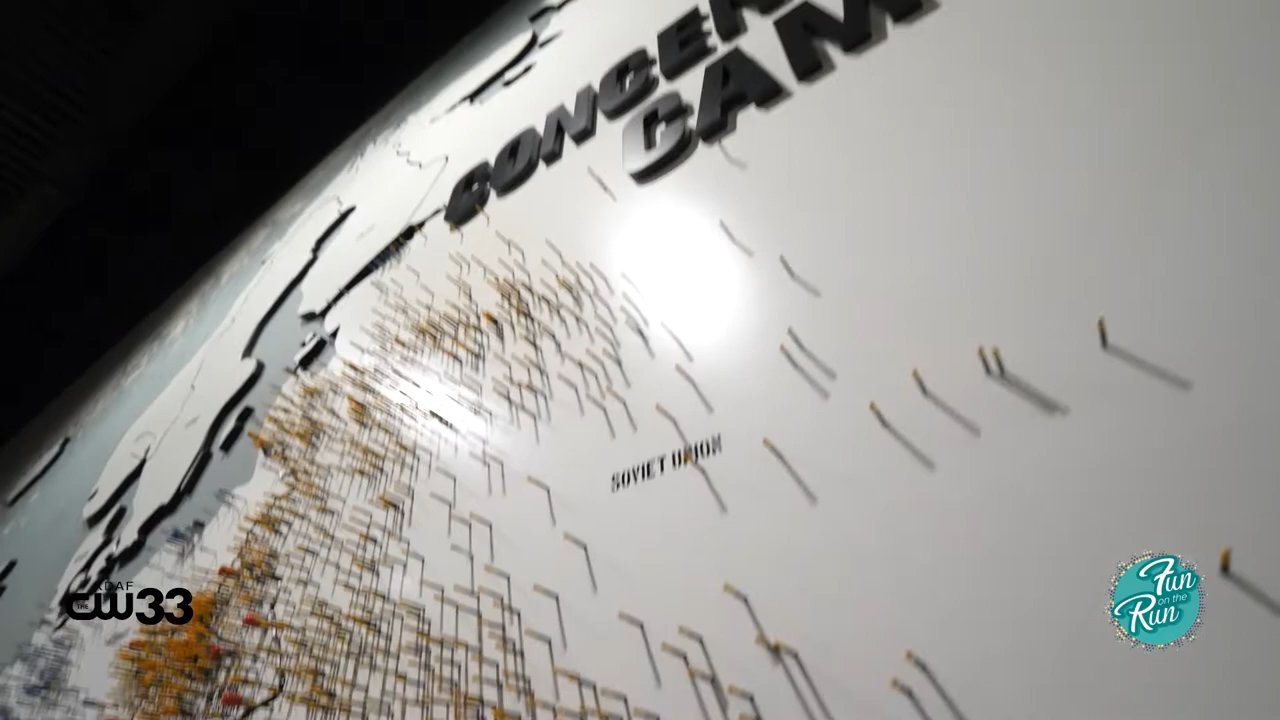 CONCEN
CAM
SOVIET UNION
KDAF
THE CW33
Fun
on the
Run